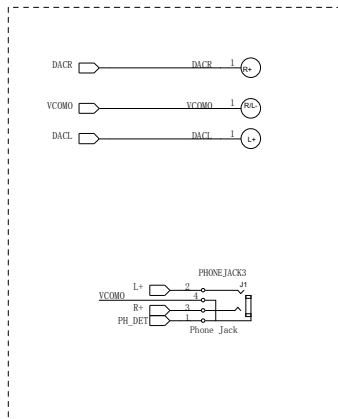 DACR DACR 1 R+
VCOMO VCOMO 1 R/L-
DACL DACL 1 L+
PHONEJACK3
L+ 2 J1
VCOMO 4
R+ 3
PH_DET 1
Phone Jack